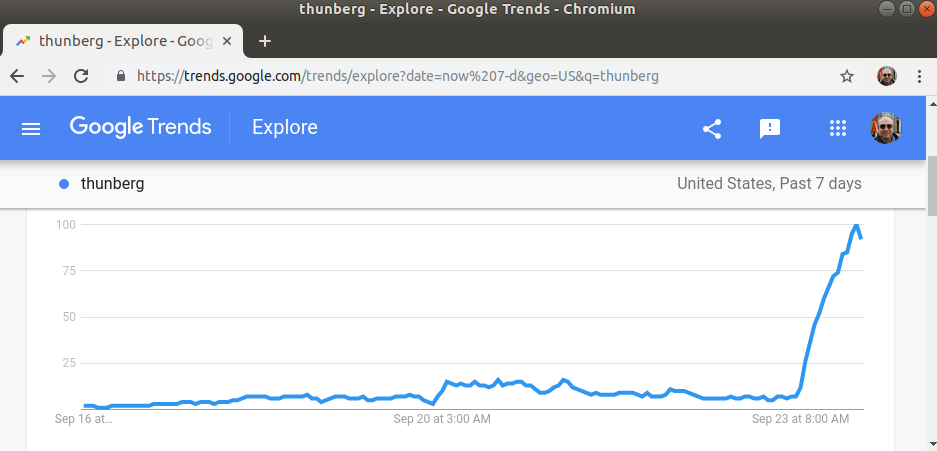 thunberg - Explore - Google Trends - Chromium
thunberg - Explore - Goog
https://trends.google.com/trends/explore?date=now%207-d&geo=US&q=thunberg
Google Trends Explore
thunberg United States, Past 7 days
100
75
50
25
Sep 16 at... Sep 20 at 3:00 AM Sep 23 at 8:00 AM